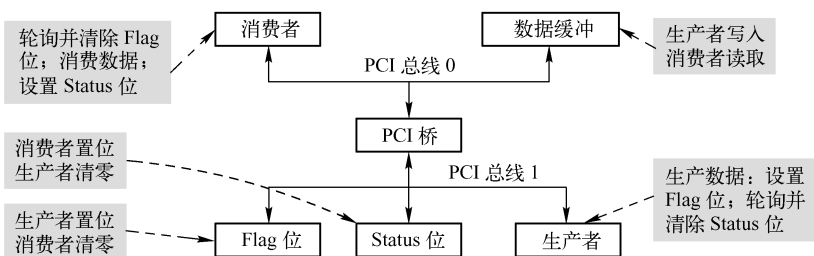 轮询并清除 Flag
位；消费数据；
设置 Status 位
消费者
数据缓冲
生产者写入
消费者读取
PCI 总线 0
PCI 桥
消费者置位
生产者清零
PCI 总线 1
生产数据：设置
Flag 位；轮询并
清除 Status 位
生产者置位
消费者清零
Flag 位
Status 位
生产者